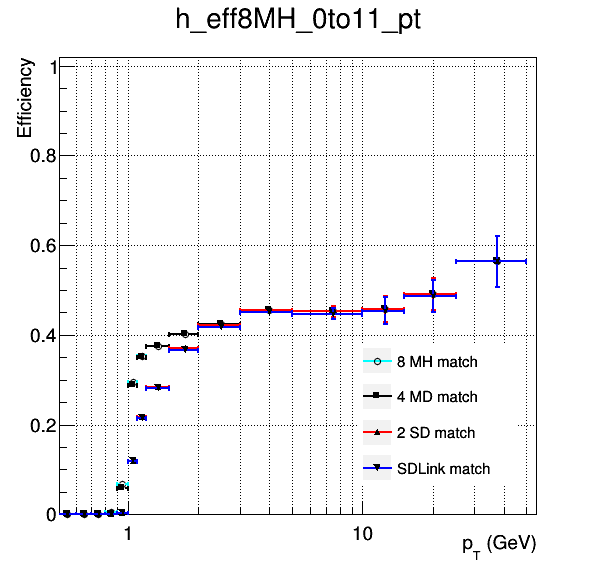 h_eff8MH_0to11_pt
Efficiency
1
0.8
0.6
0.4
0.2
0
8 MH match
4 MD match
2 SD match
SDLink match
1
10
p_T (GeV)